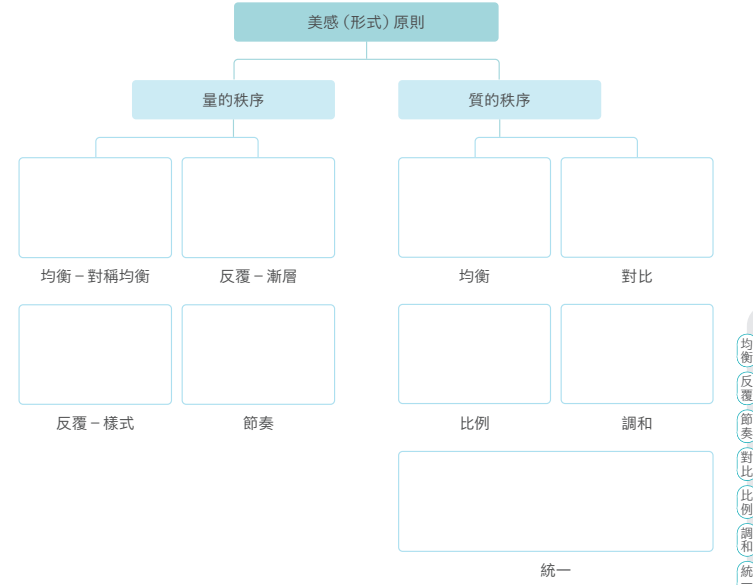 美感（形式）原則
量的秩序
質的秩序
均衡－對稱均衡
反覆－漸層
均衡
對比
反覆－樣式
節奏
比例
調和
統一
均衡
反覆
節奏
對比
比例
調和
統